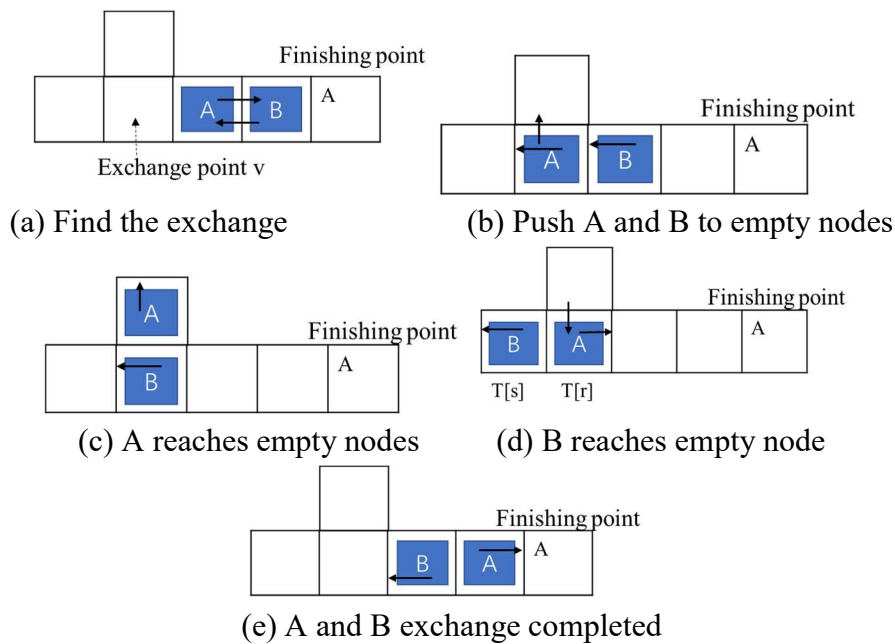 Finishing point
A
A
B
Exchange point v
(a) Find the exchange
Finishing point
A
A
B
(b) Push A and B to empty nodes
A
Finishing point
A
B
(c) A reaches empty nodes
Finishing point
A
B
A
T[s]
T[r]
(d) B reaches empty node
Finishing point
A
B
A
(e) A and B exchange completed